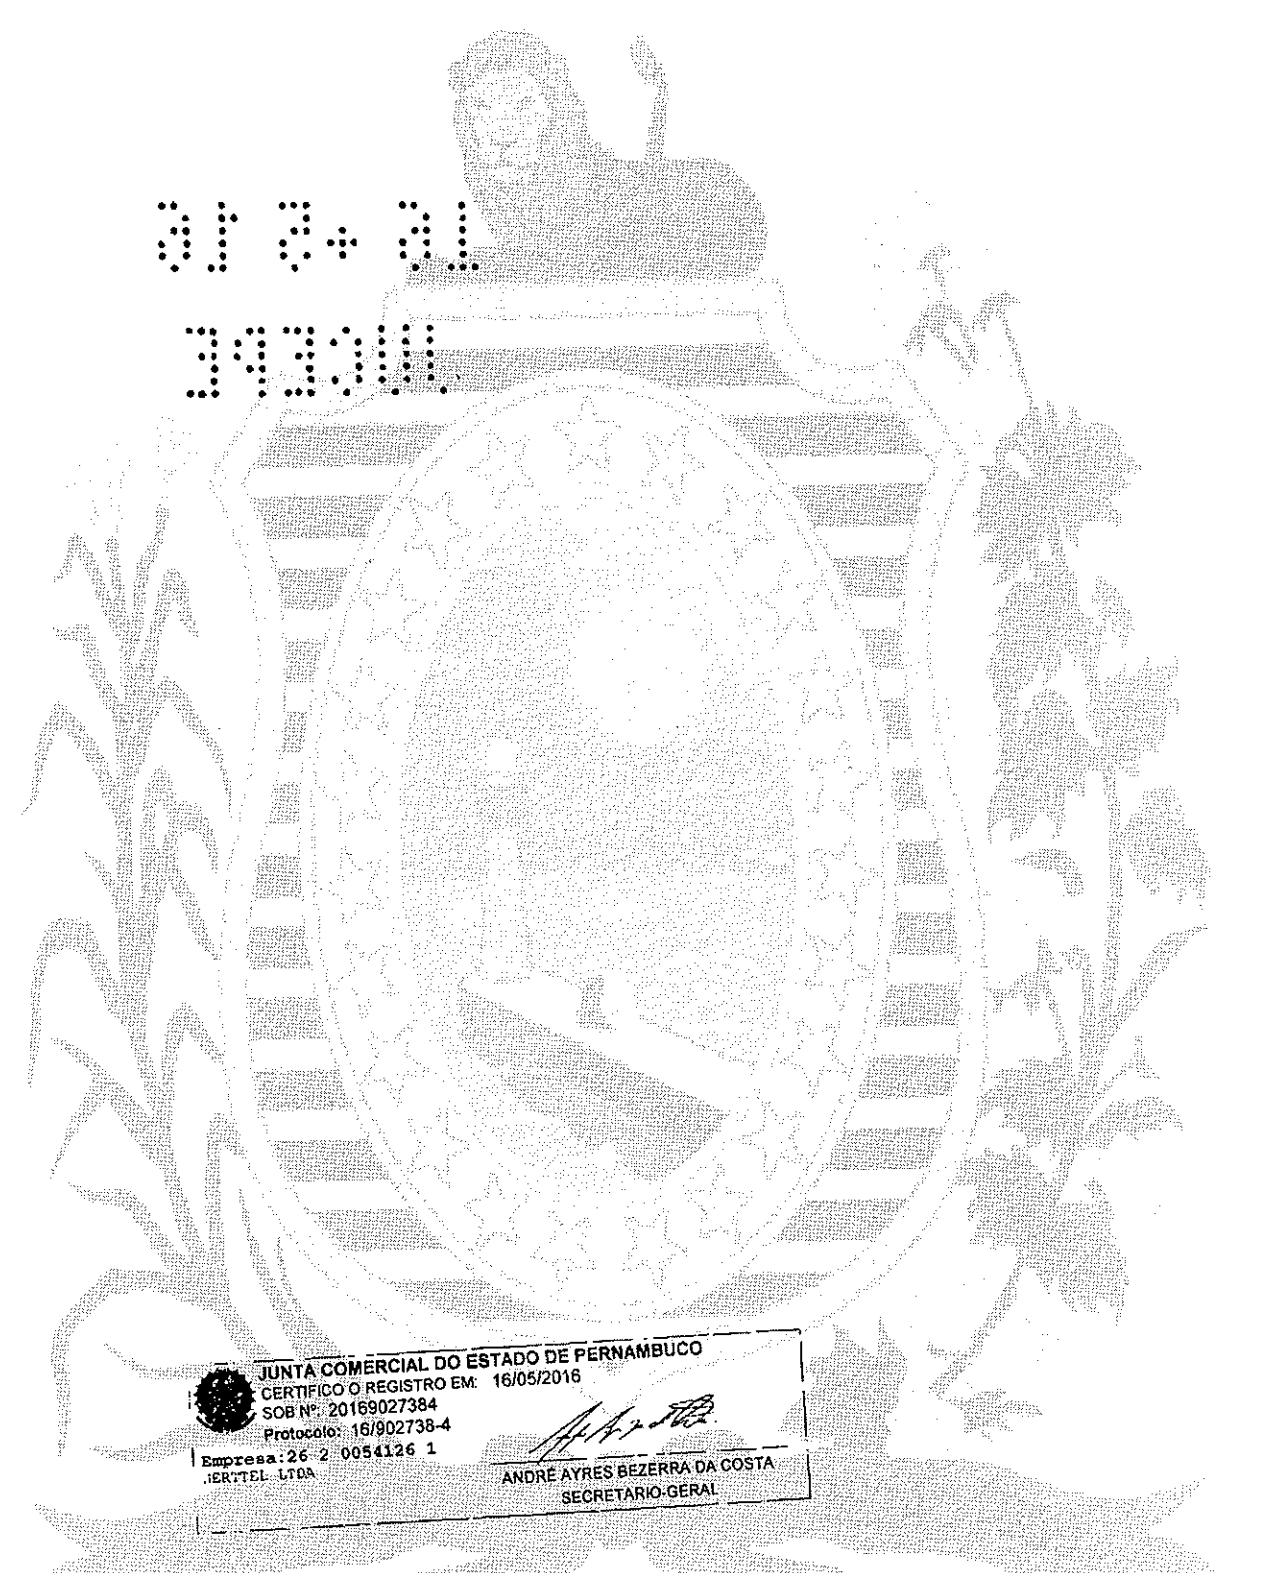 JUNTA COMERCIAL DO ESTADO DE PERNAMBUCO
CERTIFICO O REGISTRO EM: 16/05/2016
SOB Nº: 20169027384
Protocolo: 16/902738-4
Empresa:26 2 0054126 1
LTDA
ANDRÉ AYRES BEZERRA DA COSTA
SECRETARIO-GERAL